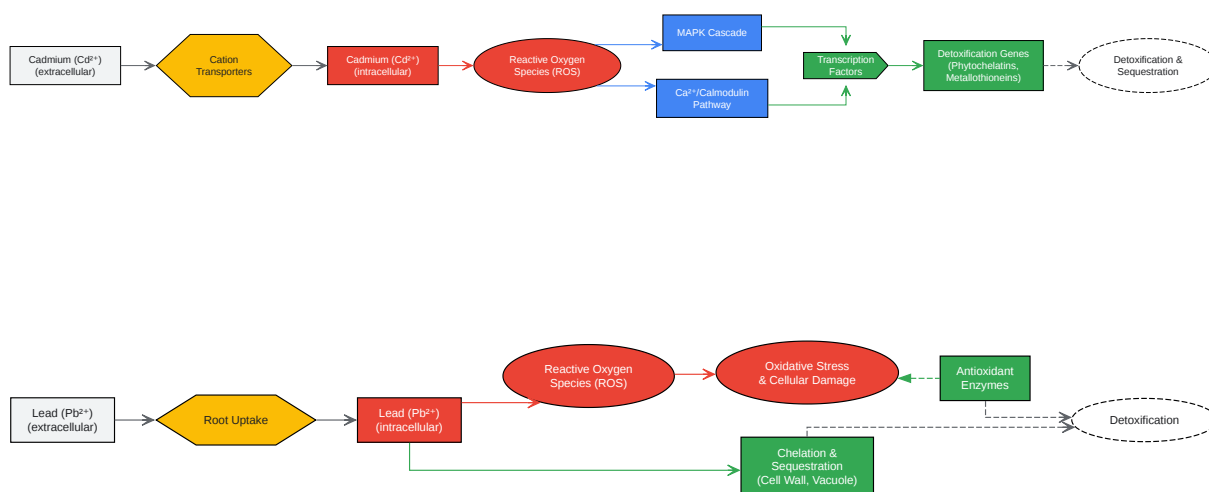 Cadmium (Cd²⁺)
(extracellular)
Cation
Transporters
Cadmium (Cd²⁺)
(intracellular)
Reactive Oxygen
Species (ROS)
MAPK Cascade
Ca²⁺/Calmodulin
Pathway
Transcription
Factors
Detoxification Genes
(Phytochelatins,
Metallothioneins)
Detoxification &
Sequestration
Lead (Pb²⁺)
(extracellular)
Root Uptake
Lead (Pb²⁺)
(intracellular)
Reactive Oxygen
Species (ROS)
Oxidative Stress
& Cellular Damage
Antioxidant
Enzymes
Chelation &
Sequestration
(Cell Wall, Vacuole)
Detoxification